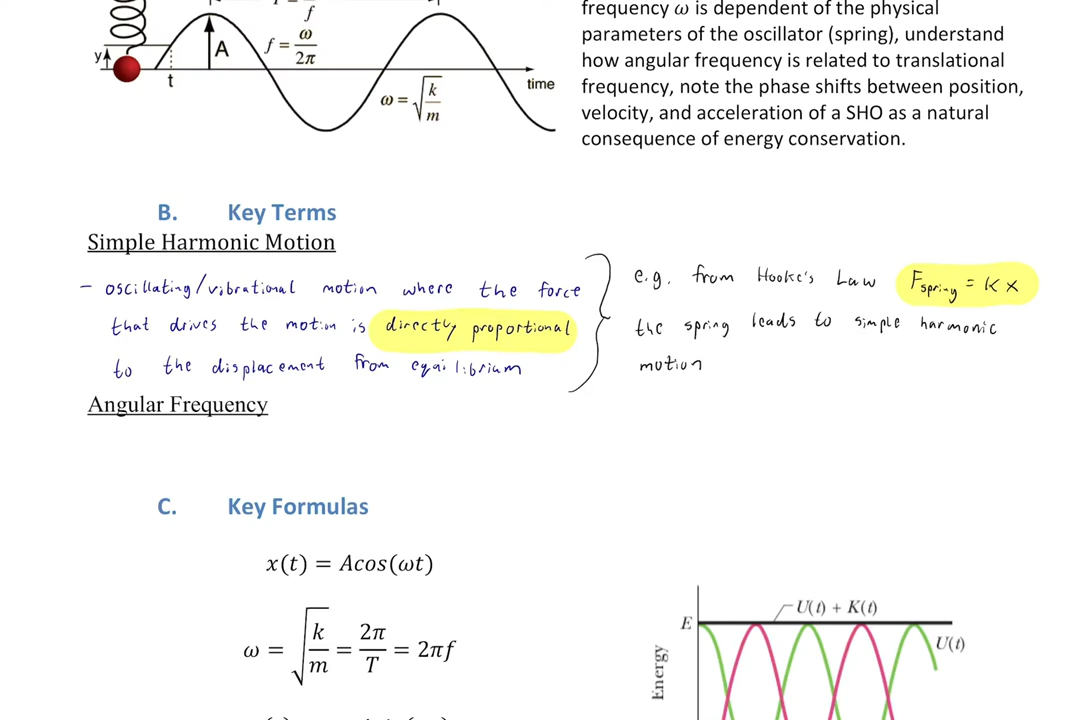 f
frequency ω is dependent of the physical
parameters of the oscillator (spring), understand
how angular frequency is related to translational
frequency, note the phase shifts between position,
velocity, and acceleration of a SHO as a natural
consequence of energy conservation.
A
f = ω/2π
y
t
time
ω = √(k/m)
B. Key Terms
Simple Harmonic Motion
- oscillating/vibrational motion where the force
that drives the motion is directly proportional
to the displacement from equilibrium
e.g. from Hooke's Law F_spring = kx
the spring leads to simple harmonic
motion
Angular Frequency
C. Key Formulas
x(t) = Acos(ωt)
ω = √(k/m) = 2π/T = 2πf
U(t) + K(t)
E
U(t)
Energy